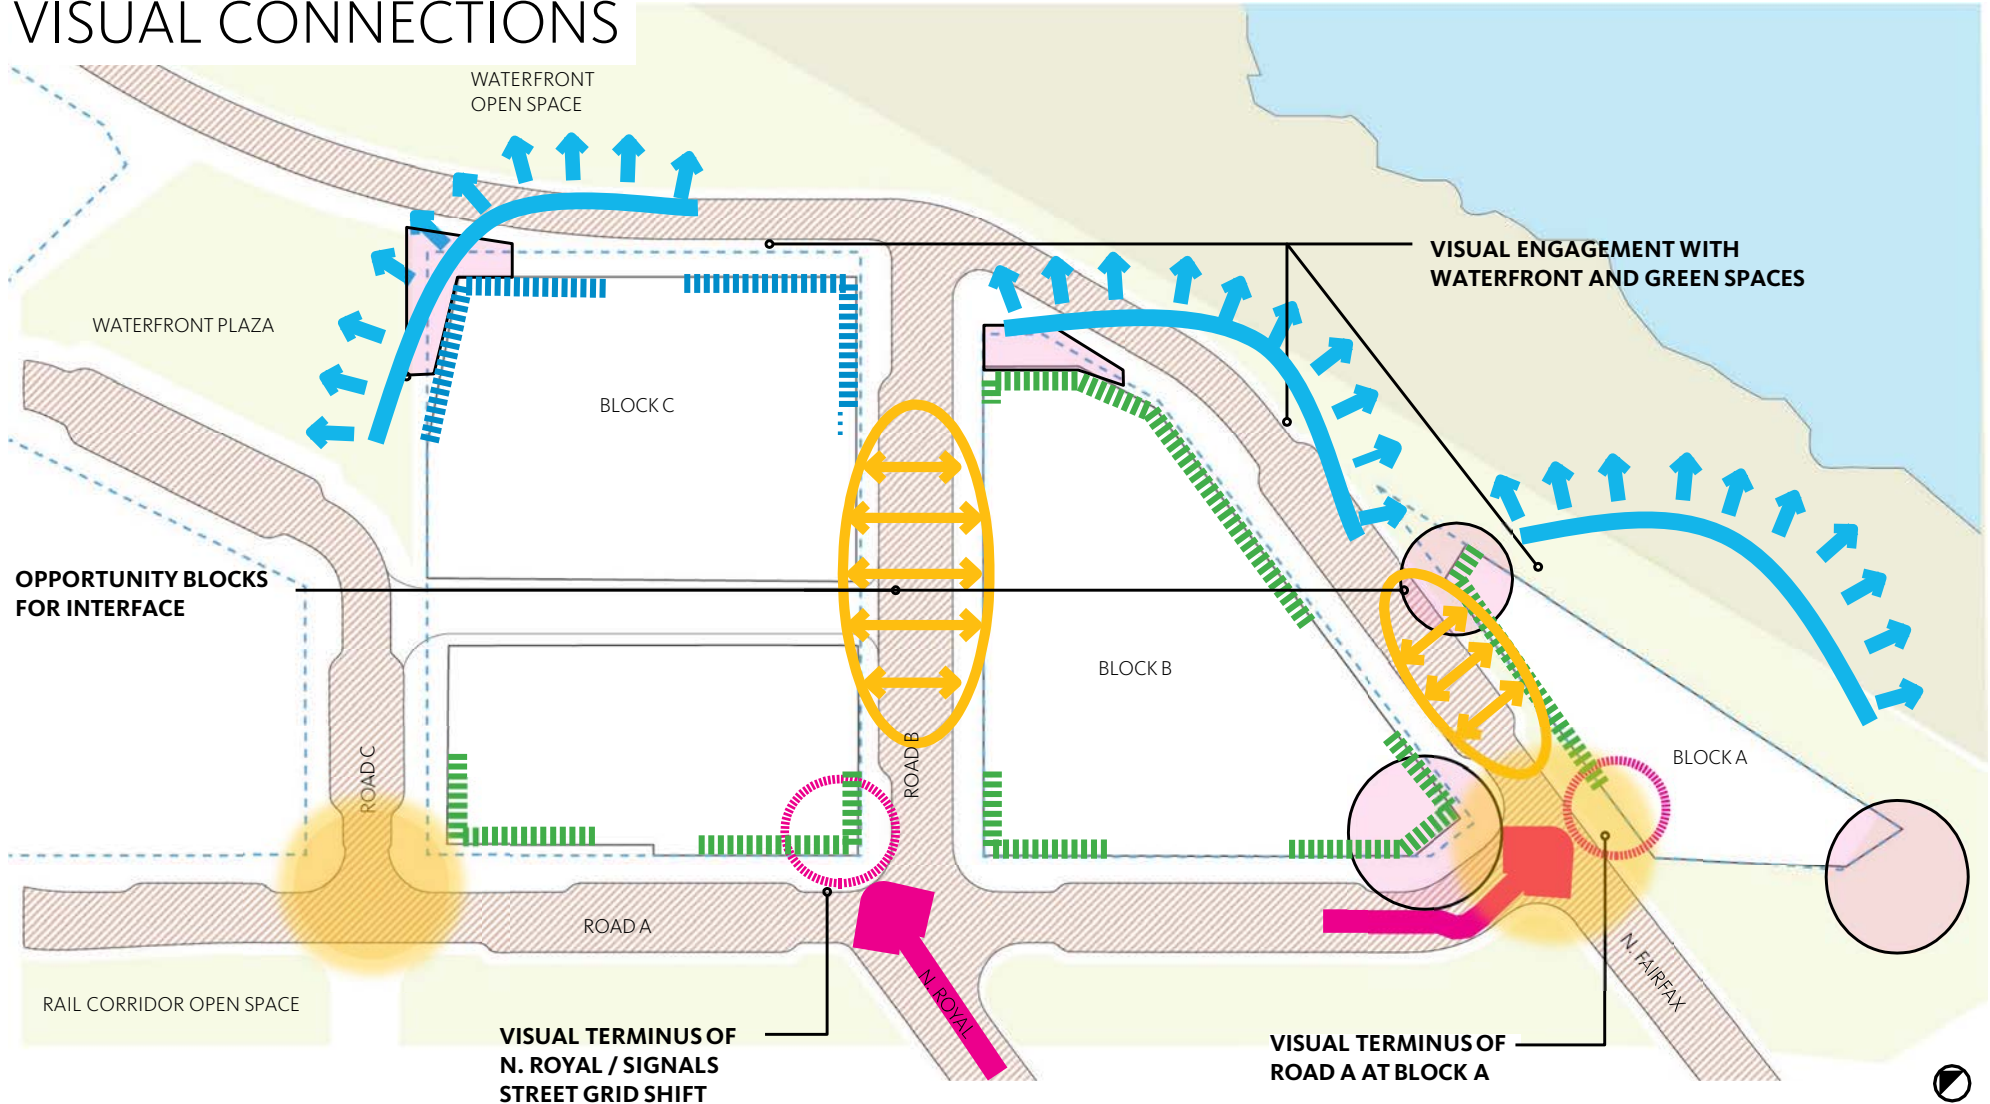 VISUAL CONNECTIONS
WATERFRONT
OPEN SPACE
VISUAL ENGAGEMENT WITH
WATERFRONT AND GREEN SPACES
WATERFRONT PLAZA
BLOCK C
OPPORTUNITY BLOCKS
FOR INTERFACE
BLOCK B
ROAD C
ROAD B
BLOCK A
ROAD A
N. ROYAL
N. FAIRFAX
RAIL CORRIDOR OPEN SPACE
VISUAL TERMINUS OF
N. ROYAL / SIGNALS
STREET GRID SHIFT
VISUAL TERMINUS OF
ROAD A AT BLOCK A